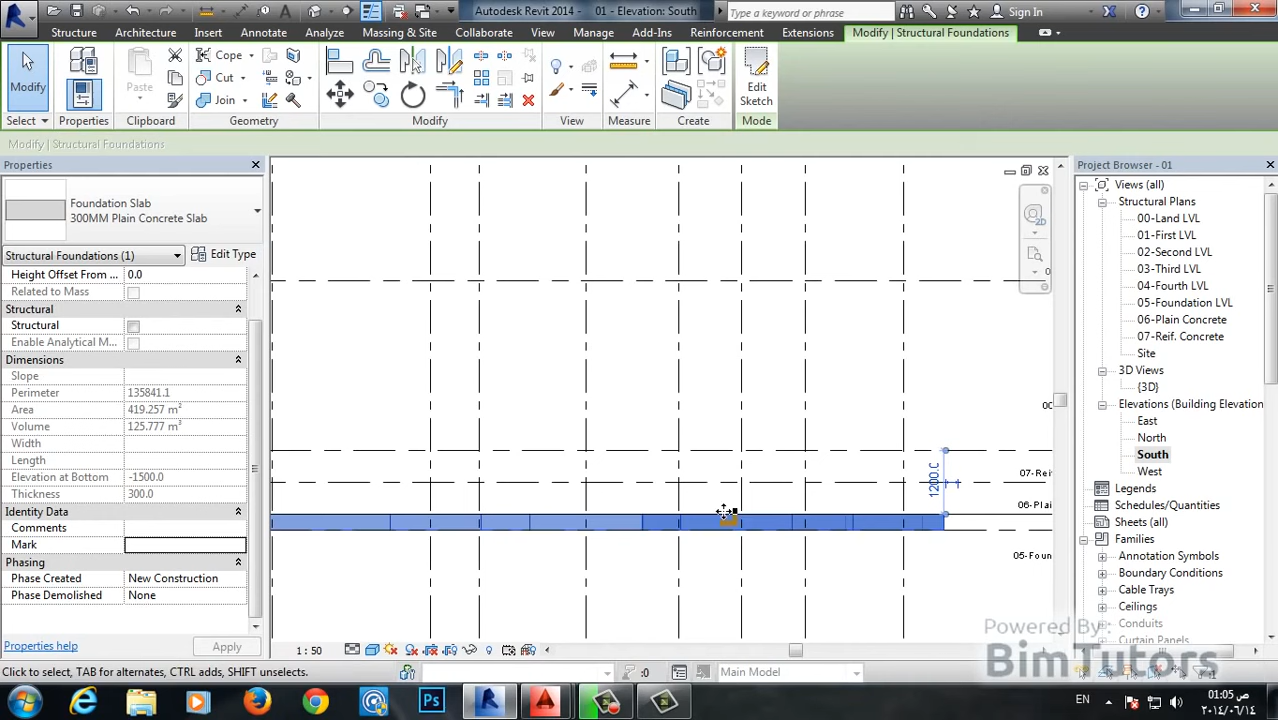 Autodesk Revit 2014 - 01 - Elevation: South
Type a keyword or phrase
Sign In
Structure Architecture Insert Annotate Analyze Massing & Site Collaborate View Manage Add-Ins Reinforcement Extensions Modify | Structural Foundations
Modify
Paste
Cope
Cut
Join
Edit
Sketch
Select Properties Clipboard Geometry Modify View Measure Create Mode
Modify | Structural Foundations
Properties
Foundation Slab
300MM Plain Concrete Slab
Structural Foundations (1)
Edit Type
Height Offset From ... 0.0
Related to Mass
Structural
Structural
Enable Analytical M...
Dimensions
Slope
Perimeter 135841.1
Area 419.257 m²
Volume 125.777 m³
Width
Length
Elevation at Bottom -1500.0
Thickness 300.0
Identity Data
Comments
Mark
Phasing
Phase Created New Construction
Phase Demolished None
Properties help
Apply
2D
0
00
1200.0
07-Rei
06-Plai
05-Foun
1 : 50
Project Browser - 01
Views (all)
Structural Plans
00-Land LVL
01-First LVL
02-Second LVL
03-Third LVL
04-Fourth LVL
05-Foundation LVL
06-Plain Concrete
07-Reif. Concrete
Site
3D Views
{3D}
Elevations (Building Elevation
East
North
South
West
Legends
Schedules/Quantities
Sheets (all)
Families
Annotation Symbols
Boundary Conditions
Cable Trays
Ceilings
Conduits
Curtain Panels
Powered By:
BimTutors
Click to select, TAB for alternates, CTRL adds, SHIFT unselects.
:0
Main Model
Ps
EN
01:05 ص
٢٠١٤/٠٦/١٤